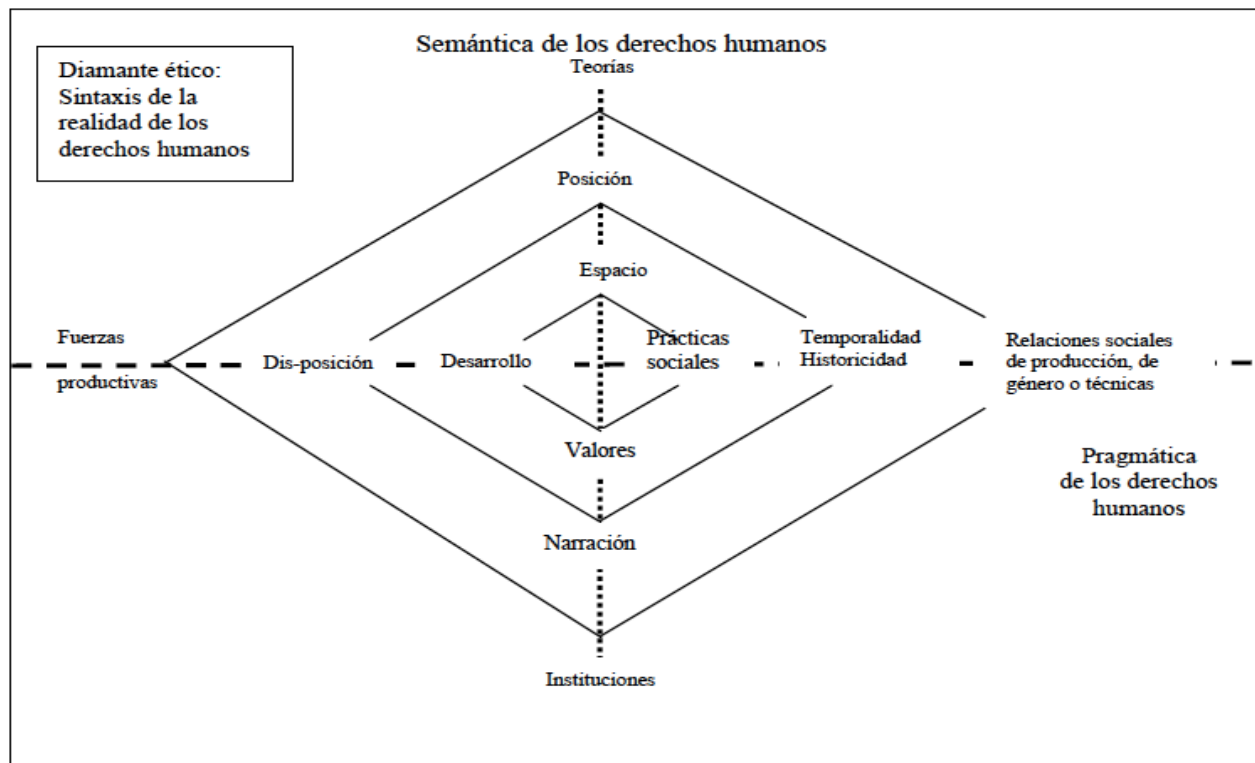 Semántica de los derechos humanos
Teorías
Diamante ético:
Sintaxis de la
realidad de los
derechos humanos
Posición
Espacio
Fuerzas
productivas
Dis-posición
Desarrollo
Prácticas
sociales
Temporalidad
Historicidad
Relaciones sociales
de producción, de
género o técnicas
Valores
Pragmática
de los derechos
humanos
Narración
Instituciones